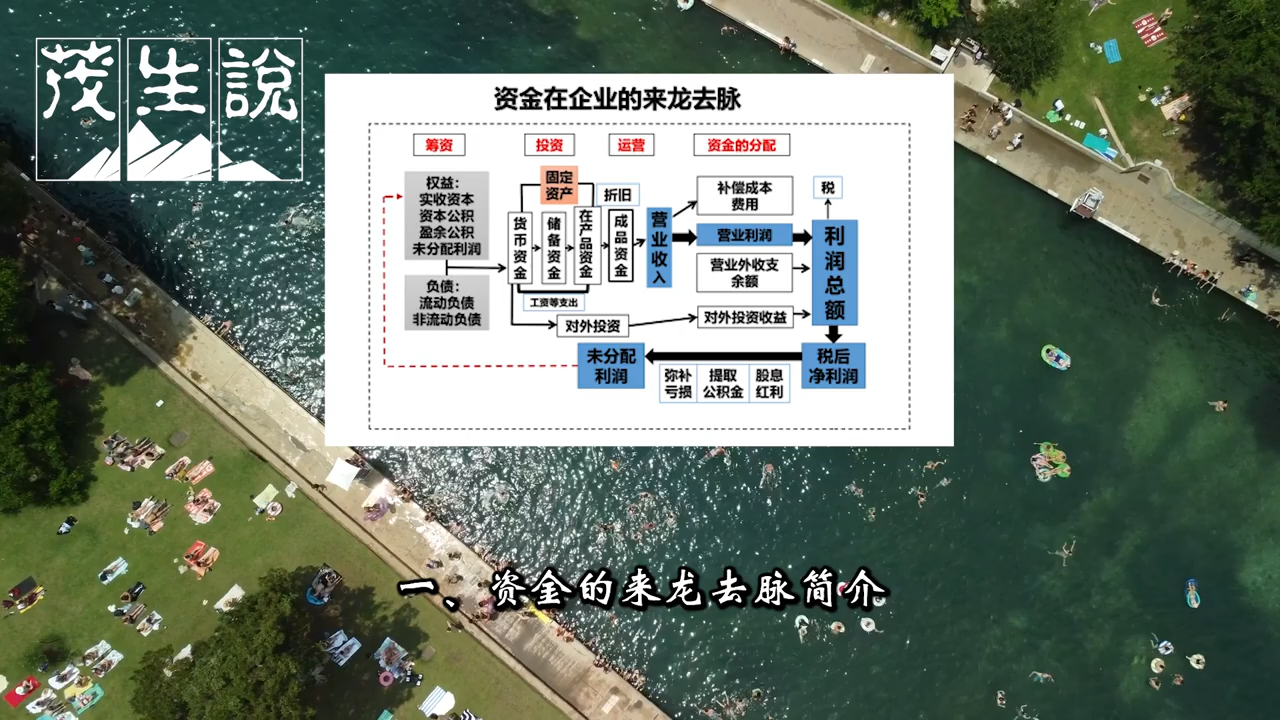 茂生說
资金在企业的来龙去脉
筹资
投资
运营
资金的分配
权益：
实收资本
资本公积
盈余公积
未分配利润
负债：
流动负债
非流动负债
固定
资产
折旧
货币资金
储备资金
在产品资金
成品资金
工资等支出
对外投资
营业收入
补偿成本
费用
营业利润
营业外收支
余额
对外投资收益
税
利润总额
税后
净利润
弥补
亏损
提取
公积金
股息
红利
未分配
利润
一、资金的来龙去脉简介